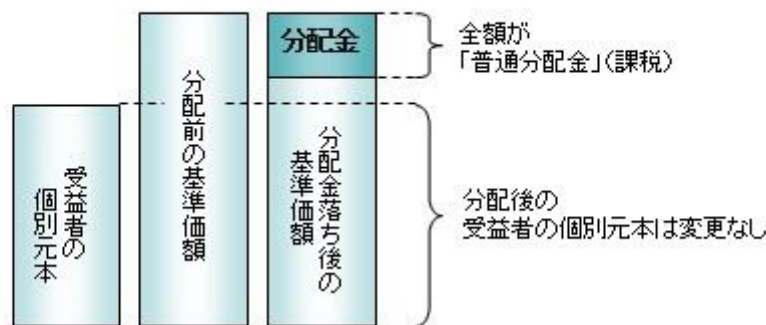 受益者の
個別元本
分配前の基準価額
分配金
分配金落ち後の
基準価額
全額が
「普通分配金」(課税)
分配後の
受益者の個別元本は変更なし